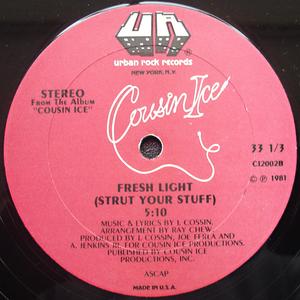 UR
urban rock records
NEW YORK, N.Y.
STEREO
FROM THE ALBUM
"COUSIN ICE"
Cousin Ice
33 1/3
CI2002B
© ℗ 1981
FRESH LIGHT
(STRUT YOUR STUFF)
5:10
MUSIC & LYRICS BY I. COSSIN,
ARRANGEMENT BY RAY CHEW,
PRODUCED BY I. COSSIN, JOE FERLA AND
A. JENKINS JR. FOR COUSIN ICE PRODUCTIONS.
PUBLISHED BY COUSIN ICE
PRODUCTIONS, INC.
ASCAP
MADE IN U.S.A.